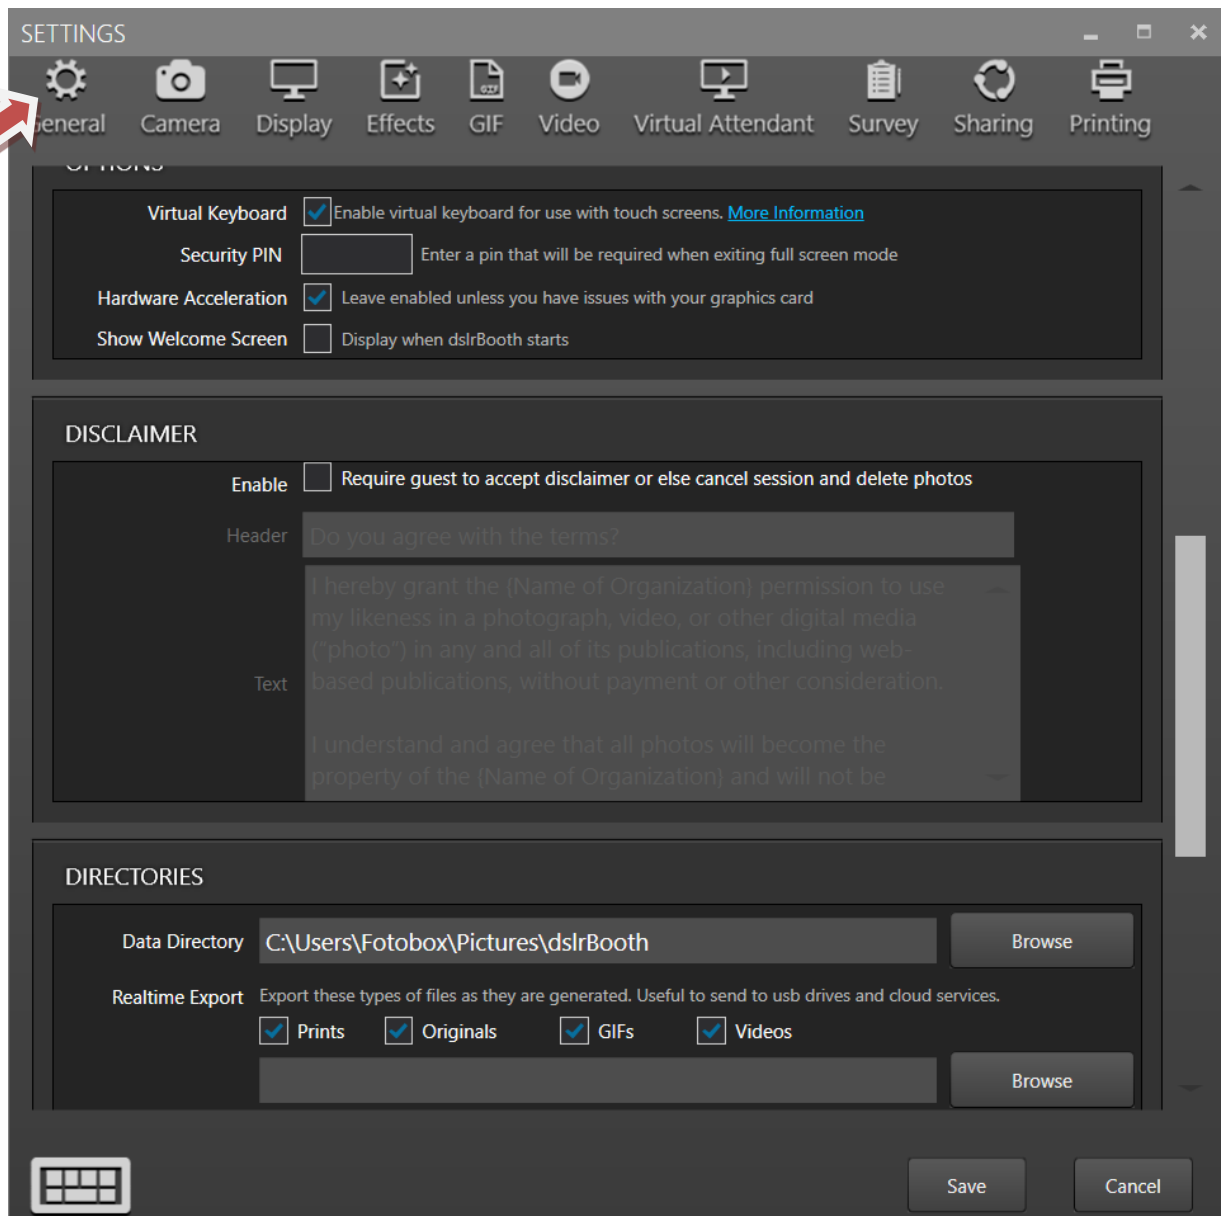 SETTINGS
General Camera Display Effects GIF Video Virtual Attendant Survey Sharing Printing
OPTIONS
Virtual Keyboard Enable virtual keyboard for use with touch screens. More Information
Security PIN Enter a pin that will be required when exiting full screen mode
Hardware Acceleration Leave enabled unless you have issues with your graphics card
Show Welcome Screen Display when dslrBooth starts
DISCLAIMER
Enable Require guest to accept disclaimer or else cancel session and delete photos
Header Do you agree with the terms?
I hereby grant the {Name of Organization} permission to use
my likeness in a photograph, video, or other digital media
("photo") in any and all of its publications, including web-
Text based publications, without payment or other consideration.
I understand and agree that all photos will become the
property of the {Name of Organization} and will not be
DIRECTORIES
Data Directory C:\Users\Fotobox\Pictures\dslrBooth Browse
Realtime Export Export these types of files as they are generated. Useful to send to usb drives and cloud services.
Prints Originals GIFs Videos
Browse
Save Cancel